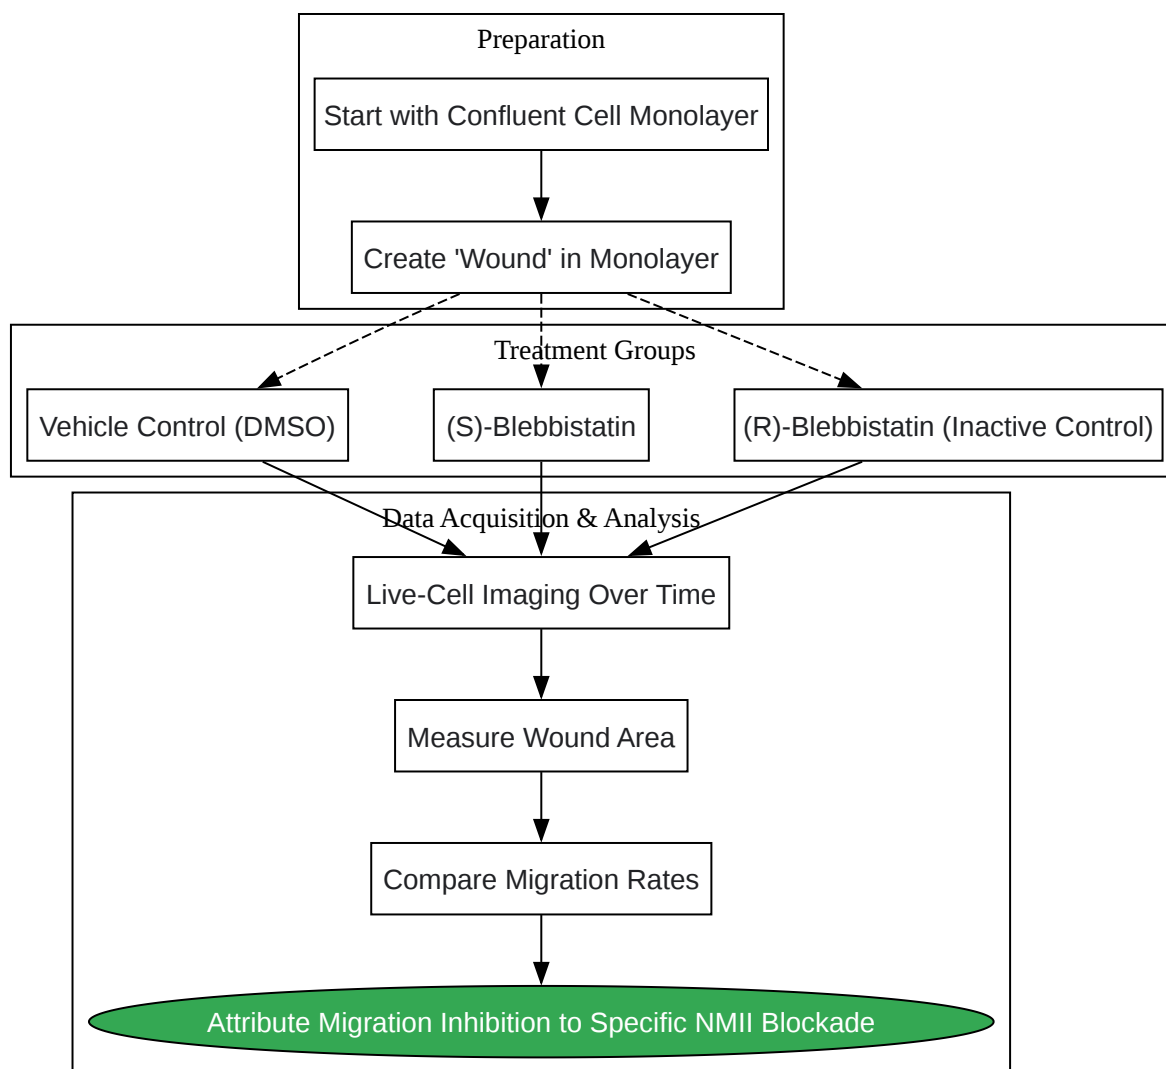 Preparation
Start with Confluent Cell Monolayer
Create 'Wound' in Monolayer
Treatment Groups
Vehicle Control (DMSO)
(S)-Blebbistatin
(R)-Blebbistatin (Inactive Control)
Data Acquisition & Analysis
Live-Cell Imaging Over Time
Measure Wound Area
Compare Migration Rates
Attribute Migration Inhibition to Specific NMII Blockade